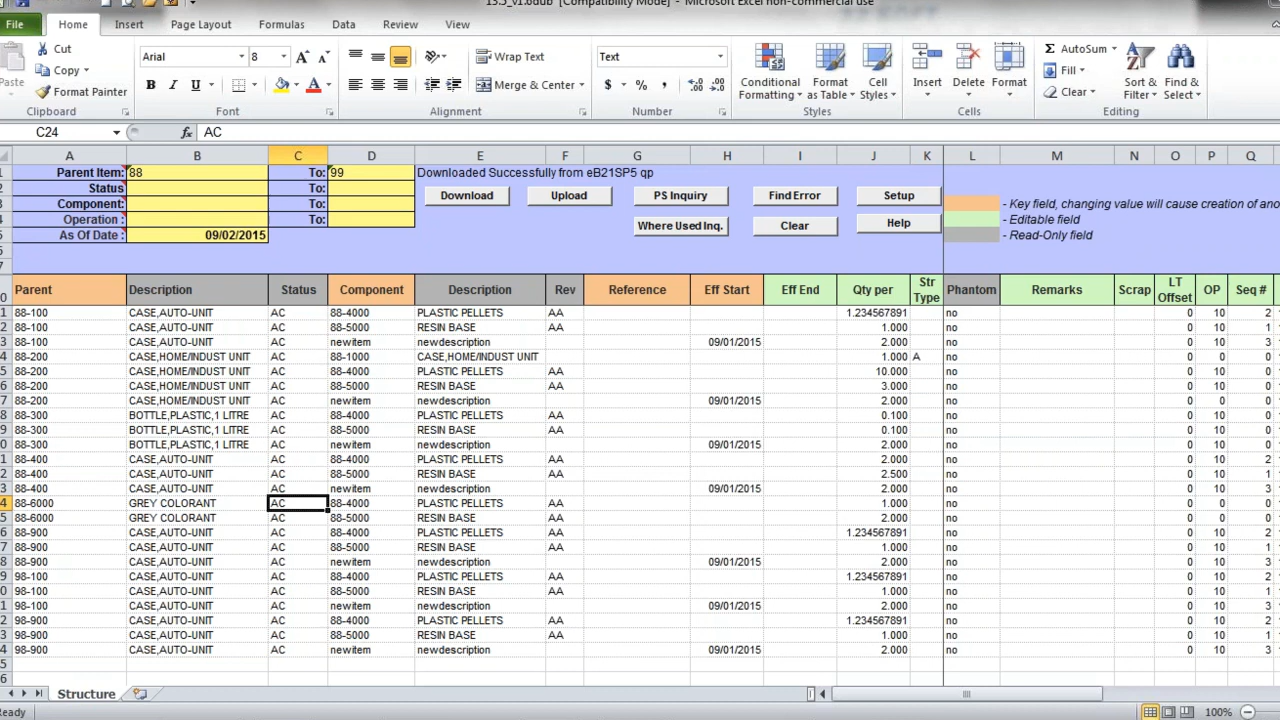 13.5_v1.6dub [Compatibility Mode] - Microsoft Excel non-commercial use
File Home Insert Page Layout Formulas Data Review View
Cut Arial 8 Wrap Text Text AutoSum
Paste Copy Merge & Center $ % , Conditional Formatting Format as Table Cell Styles Insert Delete Format Fill Sort & Filter Find & Select
Format Painter Clear
Clipboard Font Alignment Number Styles Cells Editing
C24 fx AC
A B C D E F G H I J K L M N O P Q
Parent Item: 88 To: 99 Downloaded Successfully from eB21SP5 qp
Status To: Download Upload PS Inquiry Find Error Setup
Component: To: - Key field, changing value will cause creation of ano
Operation : To: Where Used Inq. Clear Help - Editable field
As Of Date : 09/02/2015 - Read-Only field
Parent Description Status Component Description Rev Reference Eff Start Eff End Qty per Str Type Phantom Remarks Scrap LT Offset OP Seq #
88-100 CASE,AUTO-UNIT AC 88-4000 PLASTIC PELLETS AA 1.234567891 no 0 10 2
88-100 CASE,AUTO-UNIT AC 88-5000 RESIN BASE AA 1.000 no 0 10 1
88-100 CASE,AUTO-UNIT AC newitem newdescription 09/01/2015 2.000 no 0 10 3
88-200 CASE,HOME/INDUST UNIT AC 88-1000 CASE,HOME/INDUST UNIT 1.000 A no 0 0 0
88-200 CASE,HOME/INDUST UNIT AC 88-4000 PLASTIC PELLETS AA 10.000 no 0 10 0
88-200 CASE,HOME/INDUST UNIT AC 88-5000 RESIN BASE AA 3.000 no 0 10 0
88-200 CASE,HOME/INDUST UNIT AC newitem newdescription 09/01/2015 2.000 no 0 10 0
88-300 BOTTLE,PLASTIC,1 LITRE AC 88-4000 PLASTIC PELLETS AA 0.100 no 0 10 0
88-300 BOTTLE,PLASTIC,1 LITRE AC 88-5000 RESIN BASE AA 0.100 no 0 10 0
88-300 BOTTLE,PLASTIC,1 LITRE AC newitem newdescription 09/01/2015 2.000 no 0 10 0
88-400 CASE,AUTO-UNIT AC 88-4000 PLASTIC PELLETS AA 2.000 no 0 10 2
88-400 CASE,AUTO-UNIT AC 88-5000 RESIN BASE AA 2.500 no 0 10 1
88-400 CASE,AUTO-UNIT AC newitem newdescription 09/01/2015 2.000 no 0 10 3
88-6000 GREY COLORANT AC 88-4000 PLASTIC PELLETS AA 1.000 no 0 10 0
88-6000 GREY COLORANT AC 88-5000 RESIN BASE AA 2.000 no 0 10 0
88-900 CASE,AUTO-UNIT AC 88-4000 PLASTIC PELLETS AA 1.234567891 no 0 10 2
88-900 CASE,AUTO-UNIT AC 88-5000 RESIN BASE AA 1.000 no 0 10 1
88-900 CASE,AUTO-UNIT AC newitem newdescription 09/01/2015 2.000 no 0 10 3
98-100 CASE,AUTO-UNIT AC 88-4000 PLASTIC PELLETS AA 1.234567891 no 0 10 2
98-100 CASE,AUTO-UNIT AC 88-5000 RESIN BASE AA 1.000 no 0 10 1
98-100 CASE,AUTO-UNIT AC newitem newdescription 09/01/2015 2.000 no 0 10 3
98-900 CASE,AUTO-UNIT AC 88-4000 PLASTIC PELLETS AA 1.234567891 no 0 10 2
98-900 CASE,AUTO-UNIT AC 88-5000 RESIN BASE AA 1.000 no 0 10 1
98-900 CASE,AUTO-UNIT AC newitem newdescription 09/01/2015 2.000 no 0 10 3
Structure
Ready 100%